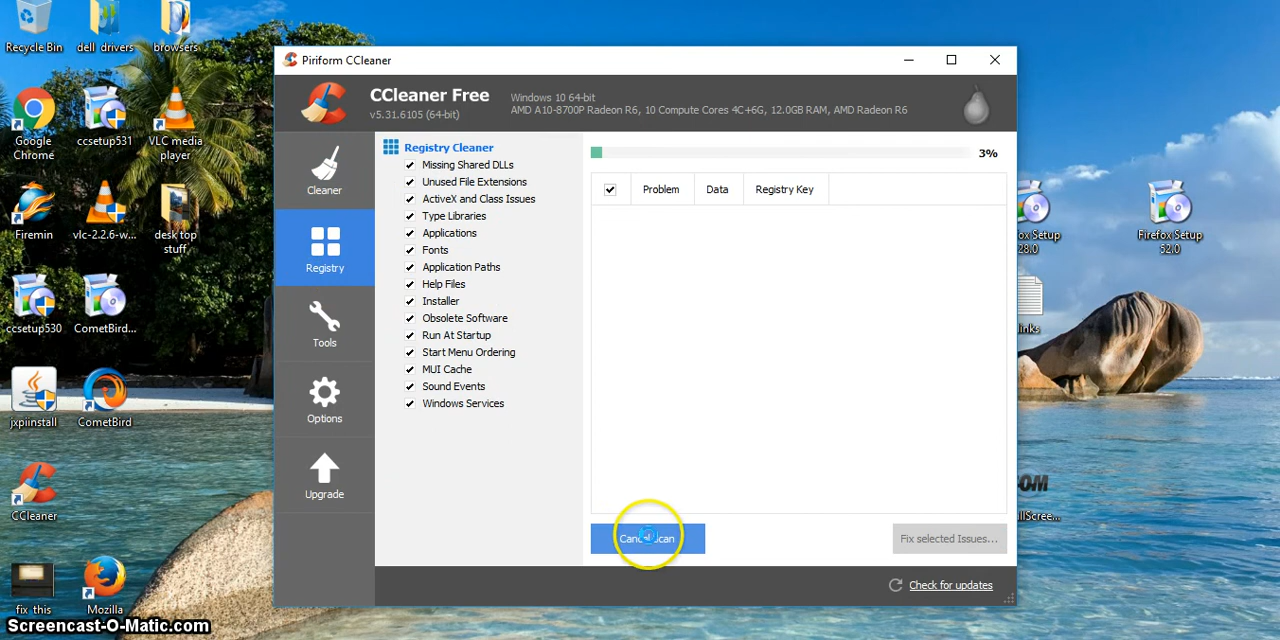 Recycle Bin
dell drivers
browsers
Google Chrome
ccsetup531
VLC media player
Firemin
vlc-2.2.6-w...
desk top stuff
ccsetup530
CometBird...
jxpiinstall
CometBird
CCleaner
fix this
Mozilla
Piriform CCleaner
CCleaner Free
v5.31.6105 (64-bit)
Windows 10 64-bit
AMD A10-8700P Radeon R6, 10 Compute Cores 4C+6G, 12.0GB RAM, AMD Radeon R6
Cleaner
Registry
Tools
Options
Upgrade
Registry Cleaner
Missing Shared DLLs
Unused File Extensions
ActiveX and Class Issues
Type Libraries
Applications
Fonts
Application Paths
Help Files
Installer
Obsolete Software
Run At Startup
Start Menu Ordering
MUI Cache
Sound Events
Windows Services
3%
Problem
Data
Registry Key
Fix selected Issues...
Check for updates
Setup
28.0
links
Firefox Setup
52.0
Screencast-O-Matic.com